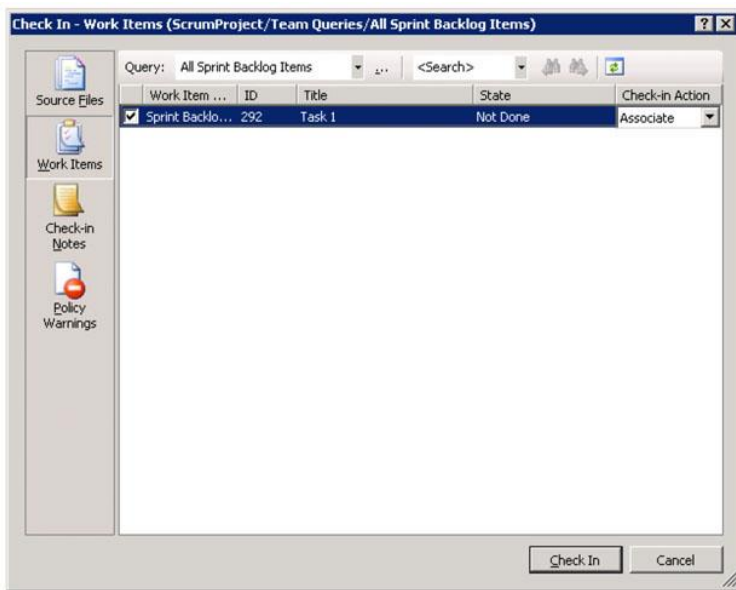 Check In - Work Items (ScrumProject/Team Queries/All Sprint Backlog Items)
Source Files
Work Items
Check-in
Notes
Policy
Warnings
Query: All Sprint Backlog Items ... <Search>
Work Item ... ID Title State Check-in Action
Sprint Backlo... 292 Task 1 Not Done Associate
Check In Cancel